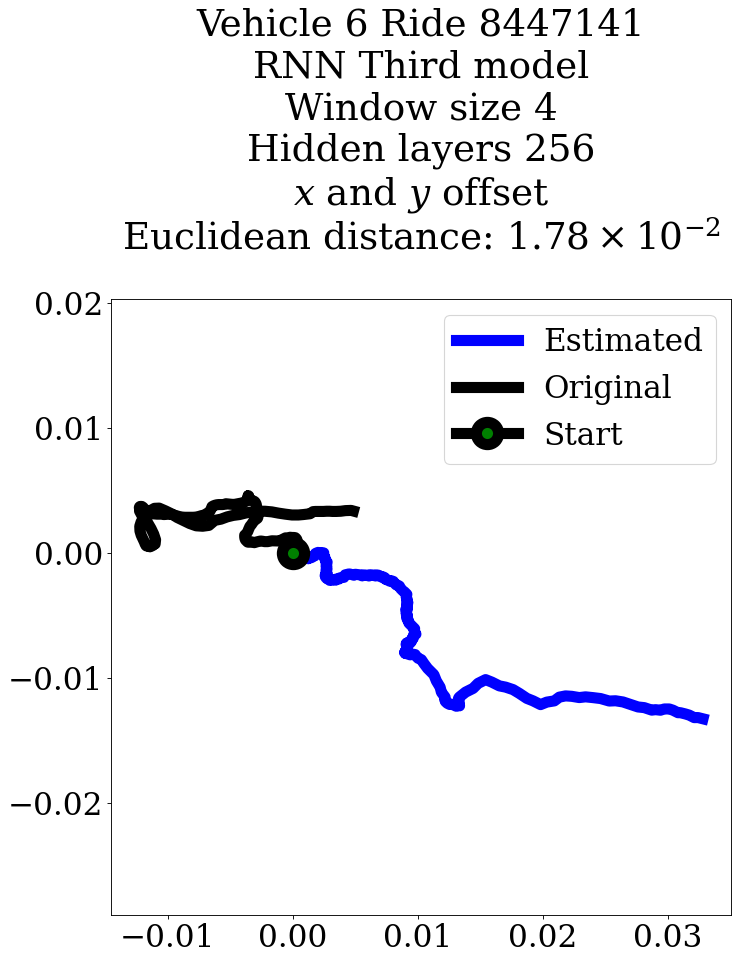 Vehicle 6 Ride 8447141
RNN Third model
Window size 4
Hidden layers 256
x and y offset
Euclidean distance: 1.78 × 10⁻²
0.02
0.01
0.00
−0.01
−0.02
Estimated
Original
Start
−0.01 0.00 0.01 0.02 0.03